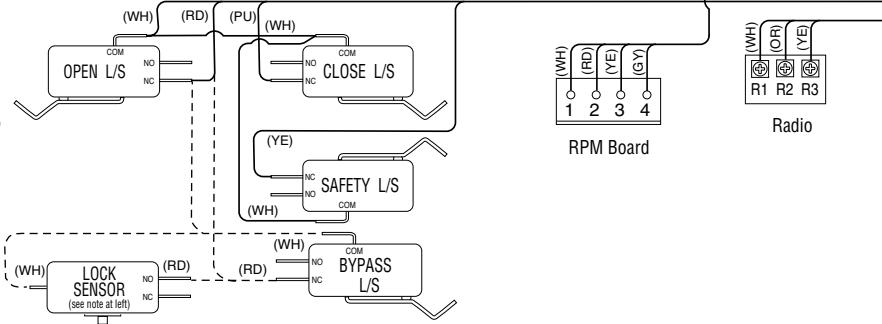 (WH)
(RD)
(PU)
(WH)
COM
OPEN L/S
NO
NC
COM
NO
NC
CLOSE L/S
(WH)
(RD)
(YE)
(GY)
1 2 3 4
RPM Board
(WH)
(OR)
(YE)
R1 R2 R3
Radio
(YE)
NC
NO
SAFETY L/S
COM
(WH)
(WH)
COM
NO
NC
BYPASS
L/S
(WH)
LOCK
SENSOR
(see note at left)
NO
NC
(RD)
(RD)